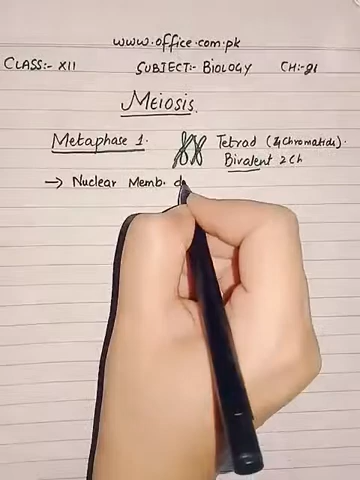 www.office.com.pk
CLASS:- XII SUBJECT:- BIOLOGY CH:-21
MEIOSIS
Metaphase 1. Tetrad (4 Chromatids).
Bivalent 2 Ch
→ Nuclear Memb. d